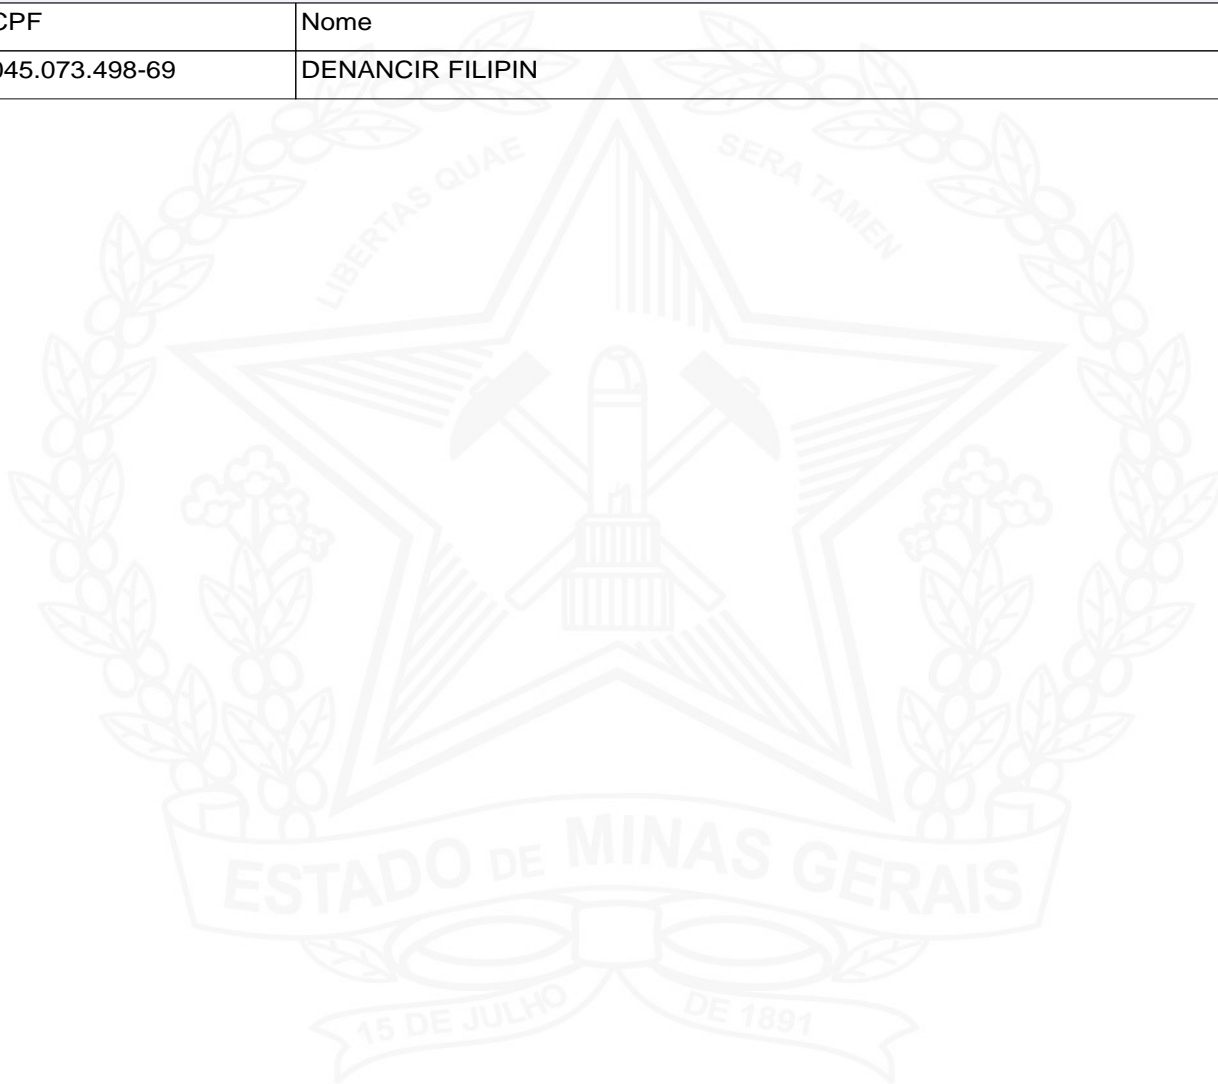 CPF Nome
045.073.498-69 DENANCIR FILIPIN
LIBERTAS QUAE SERA TAMEN
ESTADO DE MINAS GERAIS
15 DE JULHO DE 1891